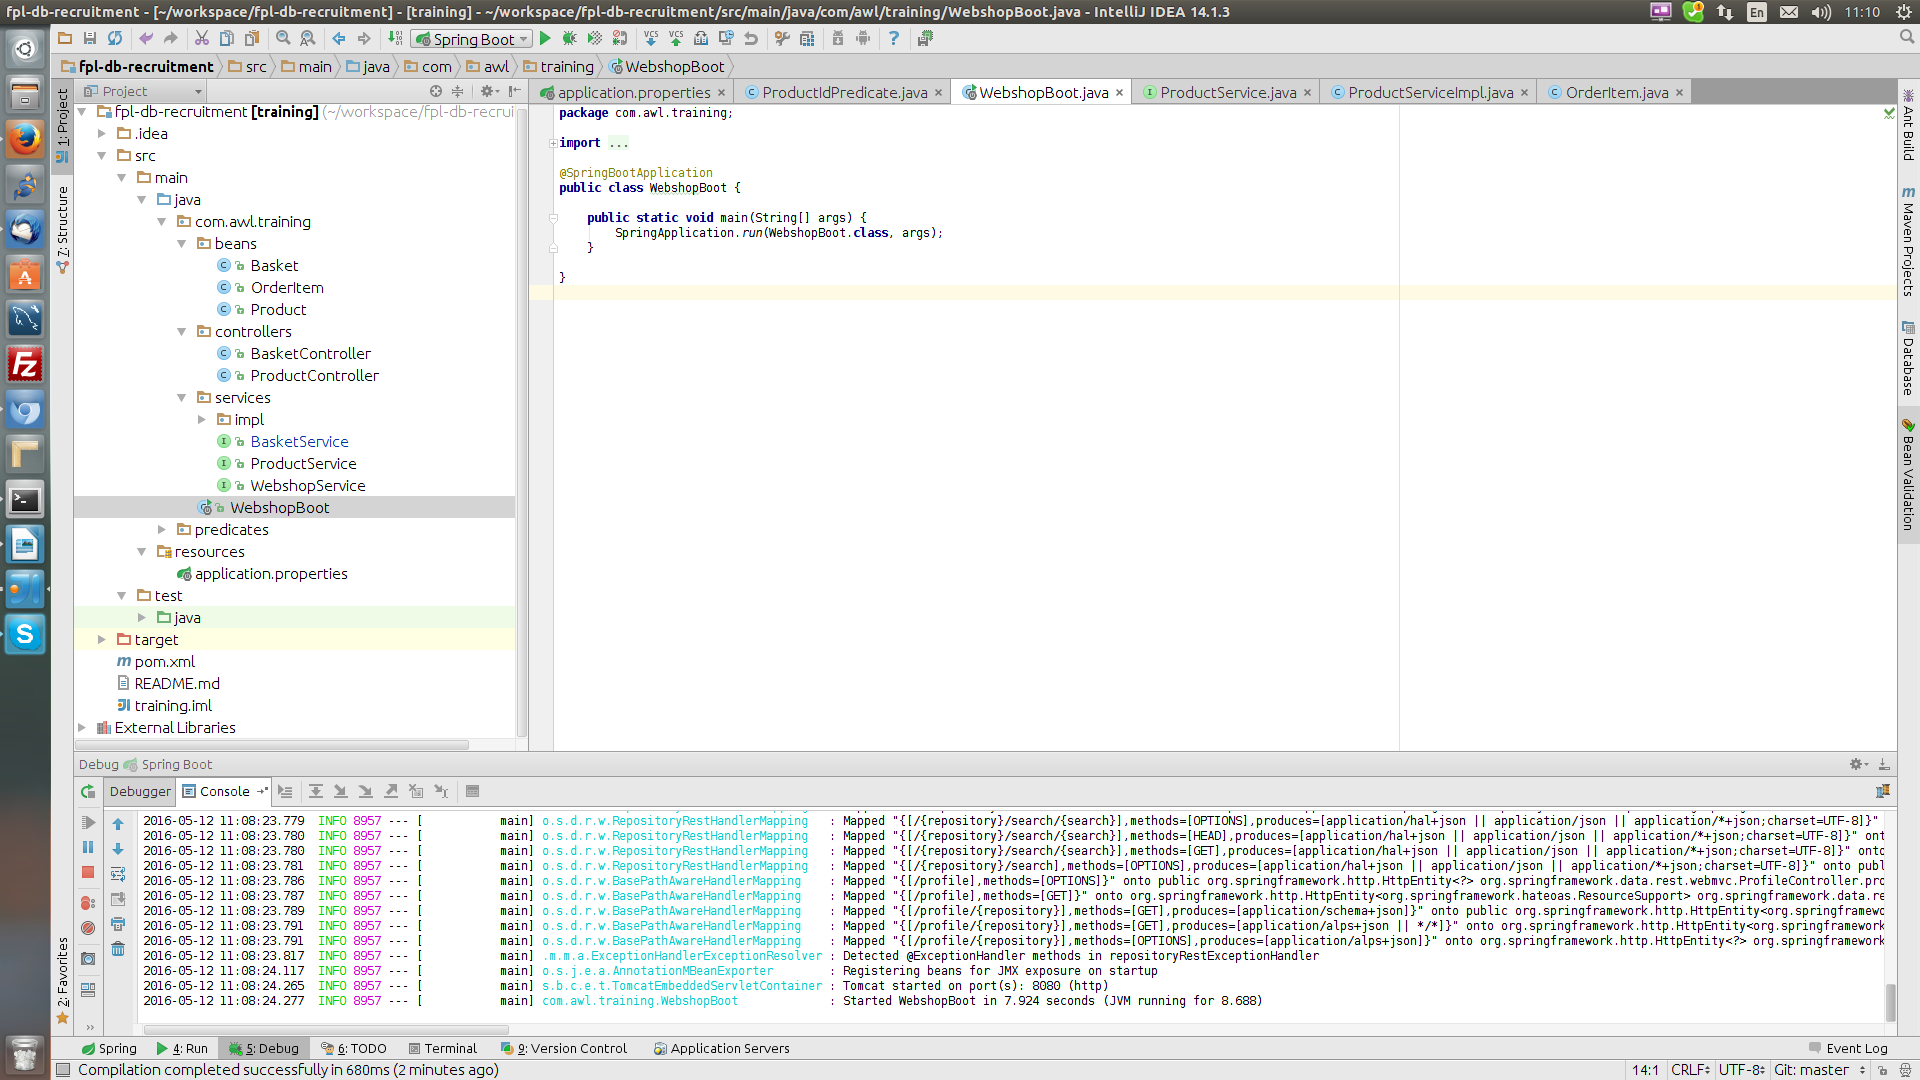 fpl-db-recruitment - [~/workspace/fpl-db-recruitment] - [training] - ~/workspace/fpl-db-recruitment/src/main/java/com/awl/training/WebshopBoot.java - IntelliJ IDEA 14.1.3
En
11:10
Spring Boot
VCS VCS
fpl-db-recruitment src main java com awl training WebshopBoot
Project
application.properties ProductIdPredicate.java WebshopBoot.java ProductService.java ProductServiceImpl.java OrderItem.java
1: Project
7: Structure
2: Favorites
fpl-db-recruitment [training] (~/workspace/fpl-db-recrui
.idea
src
main
java
com.awl.training
beans
Basket
OrderItem
Product
controllers
BasketController
ProductController
services
impl
BasketService
ProductService
WebshopService
WebshopBoot
predicates
resources
application.properties
test
java
target
pom.xml
README.md
training.iml
External Libraries
package com.awl.training;
import ...
@SpringBootApplication
public class WebshopBoot {
public static void main(String[] args) {
SpringApplication.run(WebshopBoot.class, args);
}
}
Ant Build
Maven Projects
Database
Bean Validation
Debug Spring Boot
Debugger Console
2016-05-12 11:08:23.779 INFO 8957 --- [ main] o.s.d.r.w.RepositoryRestHandlerMapping : Mapped "{[/{repository}/search/{search}],methods=[OPTIONS],produces=[application/hal+json || application/json || application/*+json;charset=UTF-8]}"
2016-05-12 11:08:23.780 INFO 8957 --- [ main] o.s.d.r.w.RepositoryRestHandlerMapping : Mapped "{[/{repository}/search/{search}],methods=[HEAD],produces=[application/hal+json || application/json || application/*+json;charset=UTF-8]}" ont
2016-05-12 11:08:23.780 INFO 8957 --- [ main] o.s.d.r.w.RepositoryRestHandlerMapping : Mapped "{[/{repository}/search/{search}],methods=[GET],produces=[application/hal+json || application/json || application/*+json;charset=UTF-8]}" onto
2016-05-12 11:08:23.781 INFO 8957 --- [ main] o.s.d.r.w.RepositoryRestHandlerMapping : Mapped "{[/{repository}/search],methods=[OPTIONS],produces=[application/hal+json || application/json || application/*+json;charset=UTF-8]}" onto publ
2016-05-12 11:08:23.786 INFO 8957 --- [ main] o.s.d.r.w.BasePathAwareHandlerMapping : Mapped "{[/profile],methods=[OPTIONS]}" onto public org.springframework.http.HttpEntity<?> org.springframework.data.rest.webmvc.ProfileController.pro
2016-05-12 11:08:23.787 INFO 8957 --- [ main] o.s.d.r.w.BasePathAwareHandlerMapping : Mapped "{[/profile],methods=[GET]}" onto org.springframework.http.HttpEntity<org.springframework.hateoas.ResourceSupport> org.springframework.data.re
2016-05-12 11:08:23.789 INFO 8957 --- [ main] o.s.d.r.w.BasePathAwareHandlerMapping : Mapped "{[/profile/{repository}],methods=[GET],produces=[application/schema+json]}" onto public org.springframework.http.HttpEntity<org.springframewo
2016-05-12 11:08:23.791 INFO 8957 --- [ main] o.s.d.r.w.BasePathAwareHandlerMapping : Mapped "{[/profile/{repository}],methods=[GET],produces=[application/alps+json || */*]}" onto org.springframework.http.HttpEntity<org.springframework
2016-05-12 11:08:23.791 INFO 8957 --- [ main] o.s.d.r.w.BasePathAwareHandlerMapping : Mapped "{[/profile/{repository}],methods=[OPTIONS],produces=[application/alps+json]}" onto org.springframework.http.HttpEntity<?> org.springframework
2016-05-12 11:08:23.817 INFO 8957 --- [ main] .m.m.a.ExceptionHandlerExceptionResolver : Detected @ExceptionHandler methods in repositoryRestExceptionHandler
2016-05-12 11:08:24.117 INFO 8957 --- [ main] o.s.j.e.a.AnnotationMBeanExporter : Registering beans for JMX exposure on startup
2016-05-12 11:08:24.265 INFO 8957 --- [ main] s.b.c.e.t.TomcatEmbeddedServletContainer : Tomcat started on port(s): 8080 (http)
2016-05-12 11:08:24.277 INFO 8957 --- [ main] com.awl.training.WebshopBoot : Started WebshopBoot in 7.924 seconds (JVM running for 8.688)
Spring 4: Run 5: Debug 6: TODO Terminal 9: Version Control Application Servers Event Log
Compilation completed successfully in 680ms (2 minutes ago) 14:1 CRLF UTF-8 Git: master